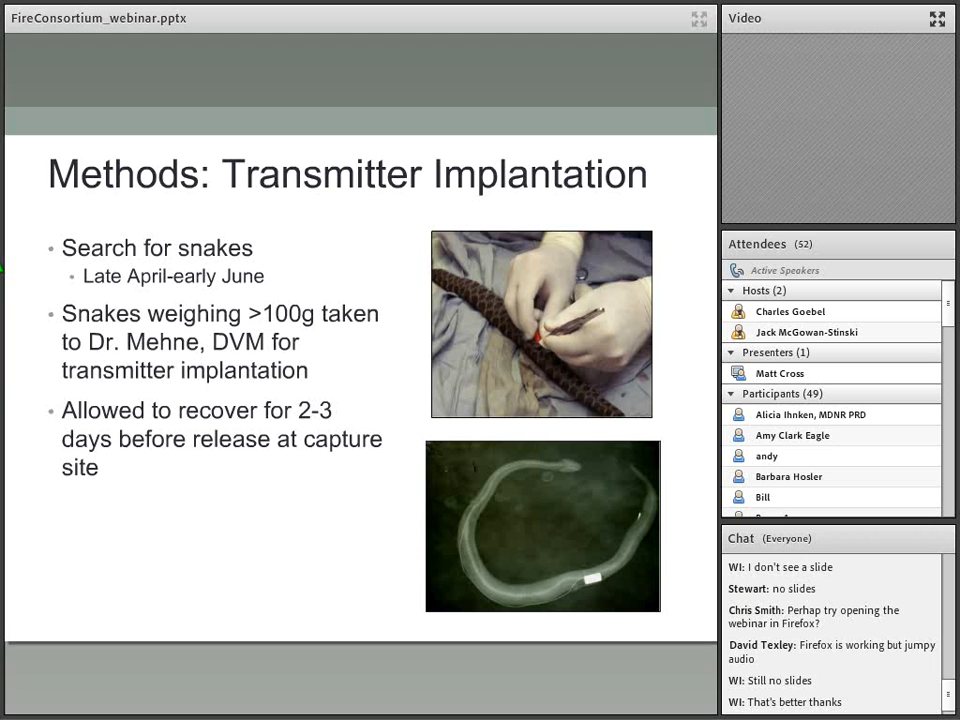 FireConsortium_webinar.pptx
Methods: Transmitter Implantation
• Search for snakes
• Late April-early June
• Snakes weighing >100g taken
to Dr. Mehne, DVM for
transmitter implantation
• Allowed to recover for 2-3
days before release at capture
site
Video
Attendees (52)
Active Speakers
Hosts (2)
Charles Goebel
Jack McGowan-Stinski
Presenters (1)
Matt Cross
Participants (49)
Alicia Ihnken, MDNR PRD
Amy Clark Eagle
andy
Barbara Hosler
Bill
Chat (Everyone)
WI: I don't see a slide
Stewart: no slides
Chris Smith: Perhap try opening the
webinar in Firefox?
David Texley: Firefox is working but jumpy
audio
WI: Still no slides
WI: That's better thanks